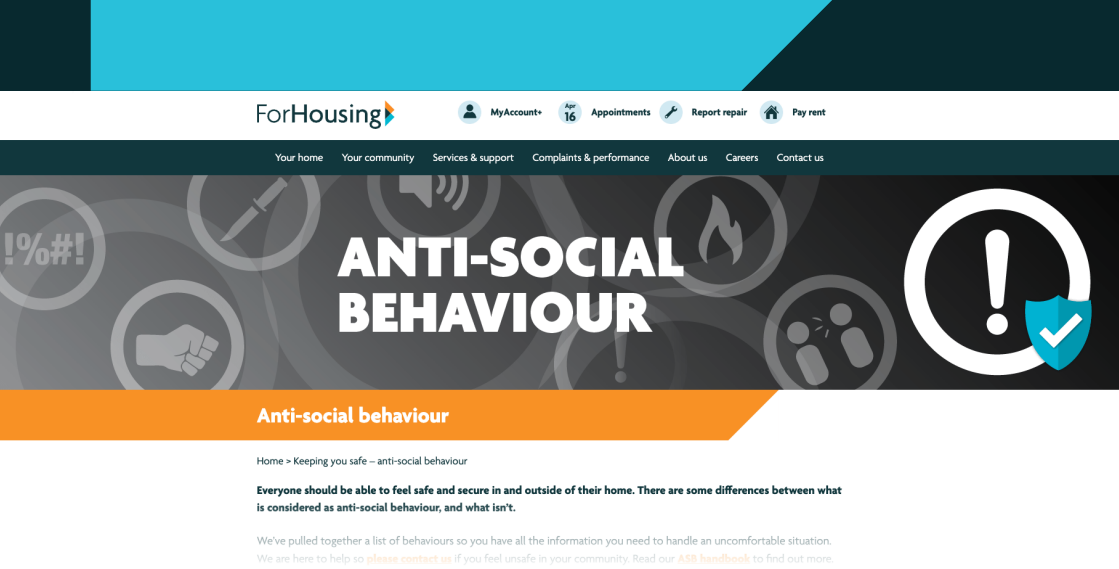 ForHousing
MyAccount+
Apr
16
Appointments
Report repair
Pay rent
Your home
Your community
Services & support
Complaints & performance
About us
Careers
Contact us
!%#!
ANTI-SOCIAL
BEHAVIOUR
Anti-social behaviour
Home > Keeping you safe – anti-social behaviour
Everyone should be able to feel safe and secure in and outside of their home. There are some differences between what
is considered as anti-social behaviour, and what isn't.
We've pulled together a list of behaviours so you have all the information you need to handle an uncomfortable situation.
We are here to help so please contact us if you feel unsafe in your community. Read our ASB handbook to find out more.